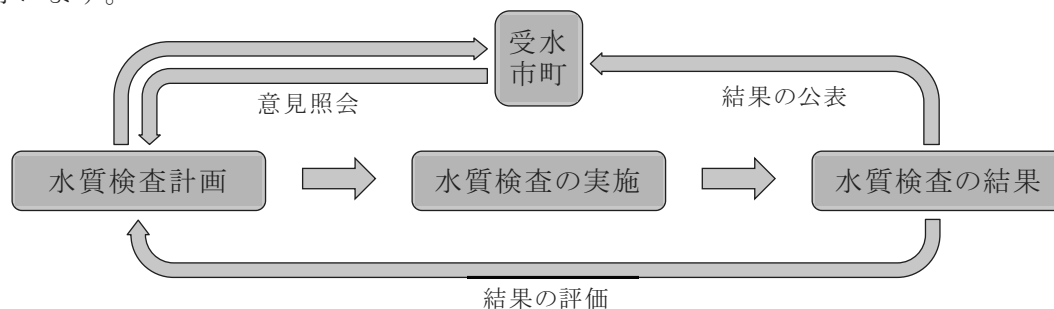 受水
市町
意見照会
結果の公表
水質検査計画
水質検査の実施
水質検査の結果
結果の評価